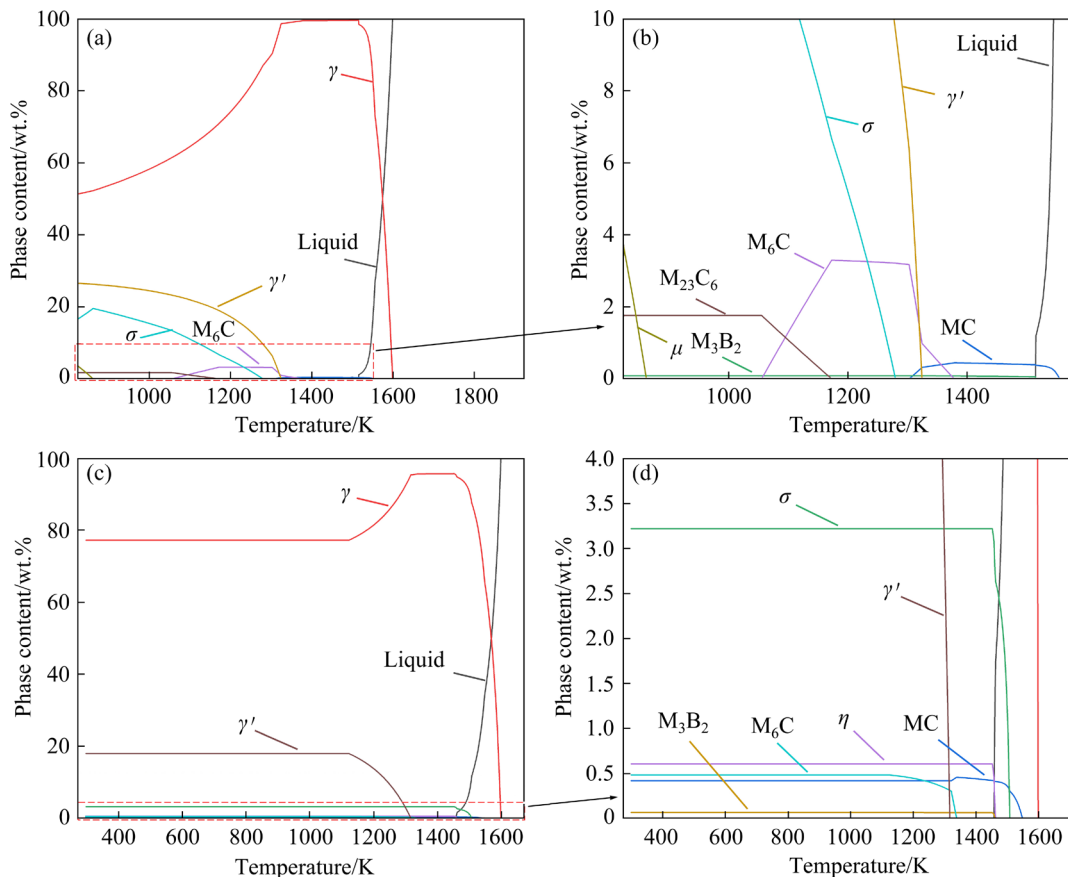 (a)
100
80
60
40
20
0
Phase content/wt.%
γ
Liquid
γ′
σ
M₆C
1000 1200 1400 1600 1800
Temperature/K
(b)
10
8
6
4
2
0
Phase content/wt.%
Liquid
γ′
σ
M₆C
M₂₃C₆
MC
μ
M₃B₂
1000 1200 1400
Temperature/K
(c)
100
80
60
40
20
0
Phase content/wt.%
γ
Liquid
γ′
400 600 800 1000 1200 1400 1600
Temperature/K
(d)
4.0
3.5
3.0
2.5
2.0
1.5
1.0
0.5
0
Phase content/wt.%
σ
γ′
M₃B₂
M₆C
η
MC
400 600 800 1000 1200 1400 1600
Temperature/K